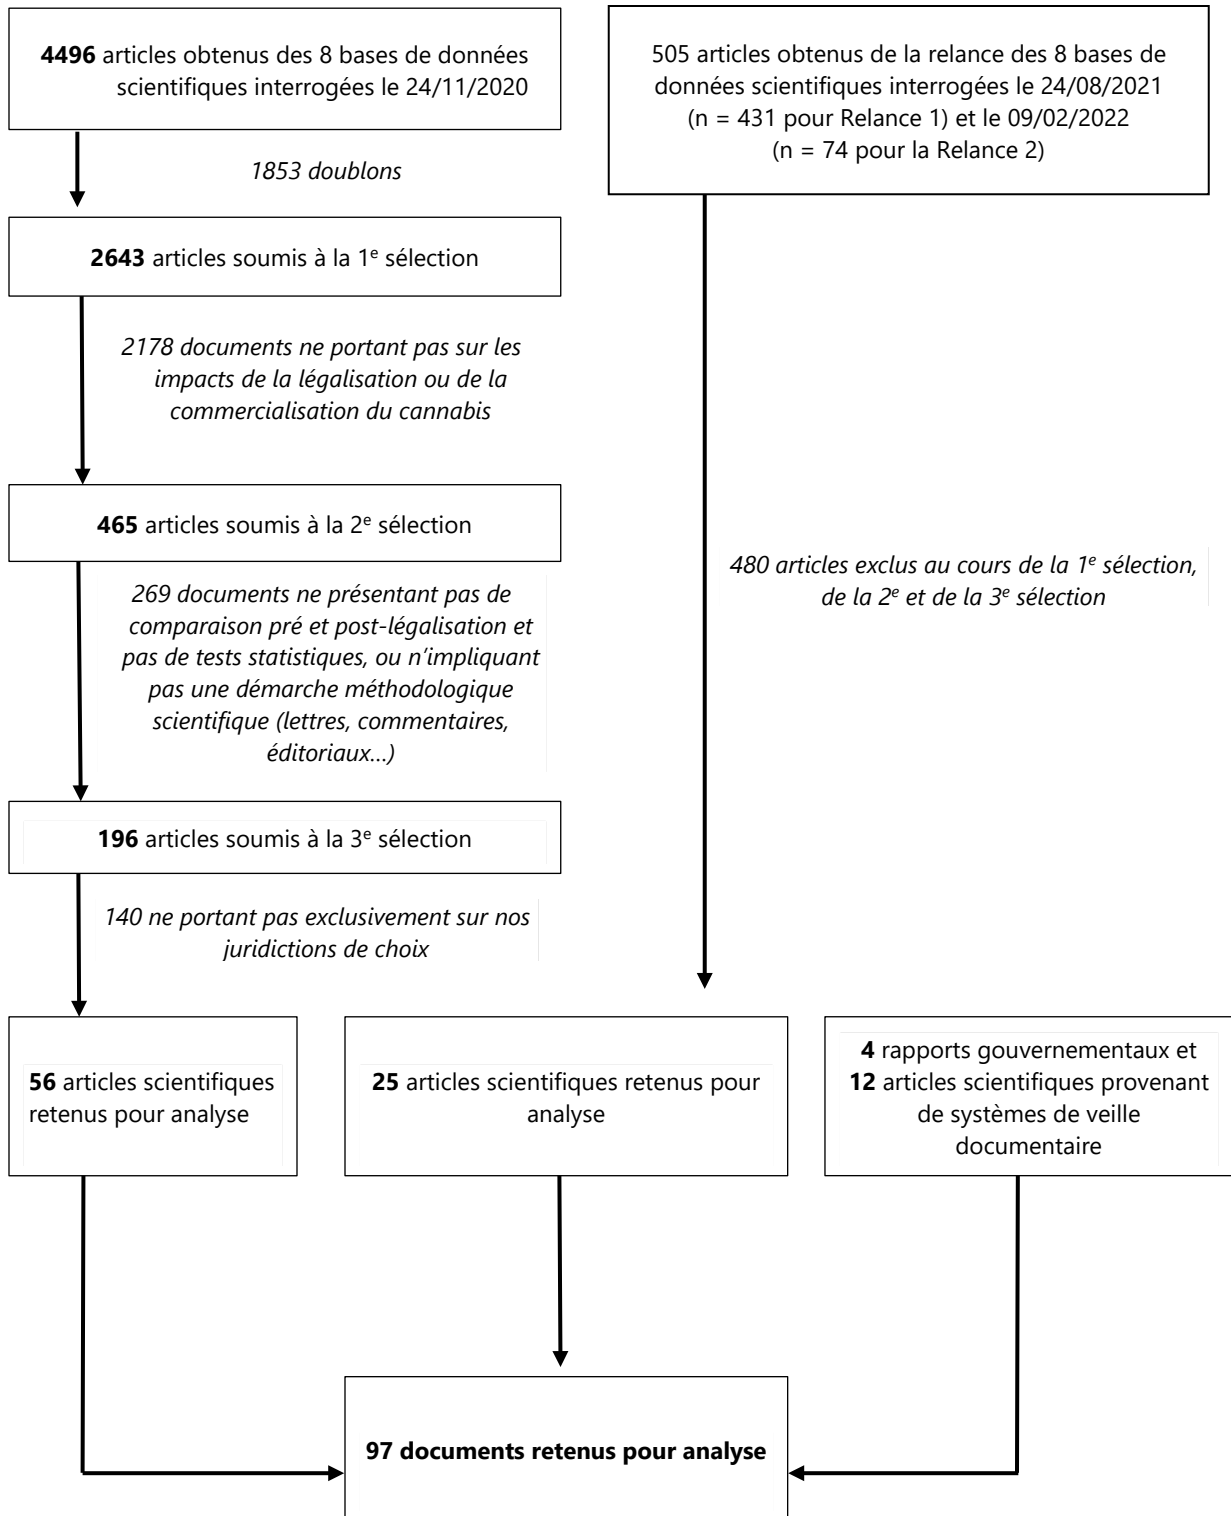 4496 articles obtenus des 8 bases de données
scientifiques interrogées le 24/11/2020
505 articles obtenus de la relance des 8 bases de
données scientifiques interrogées le 24/08/2021
(n = 431 pour Relance 1) et le 09/02/2022
(n = 74 pour la Relance 2)
1853 doublons
2643 articles soumis à la 1e sélection
2178 documents ne portant pas sur les
impacts de la légalisation ou de la
commercialisation du cannabis
465 articles soumis à la 2e sélection
269 documents ne présentant pas de
comparaison pré et post-légalisation et
pas de tests statistiques, ou n’impliquant
pas une démarche méthodologique
scientifique (lettres, commentaires,
éditoriaux…)
480 articles exclus au cours de la 1e sélection,
de la 2e et de la 3e sélection
196 articles soumis à la 3e sélection
140 ne portant pas exclusivement sur nos
juridictions de choix
56 articles scientifiques
retenus pour analyse
25 articles scientifiques retenus pour
analyse
4 rapports gouvernementaux et
12 articles scientifiques provenant
de systèmes de veille
documentaire
97 documents retenus pour analyse